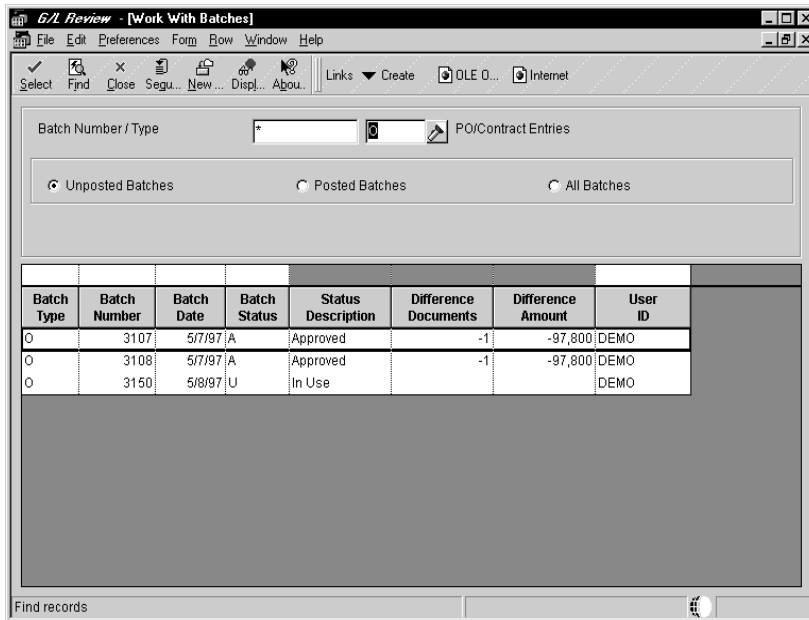 G/L Review - [Work With Batches]
File Edit Preferences Form Row Window Help
Select Find Close Sequ... New ... Displ... Abou.. Links Create OLE O... Internet
Batch Number / Type * O PO/Contract Entries
Unposted Batches Posted Batches All Batches
Batch Type Batch Number Batch Date Batch Status Status Description Difference Documents Difference Amount User ID
O 3107 5/7/97 A Approved -1 -97,800 DEMO
O 3108 5/7/97 A Approved -1 -97,800 DEMO
O 3150 5/8/97 U In Use DEMO
Find records